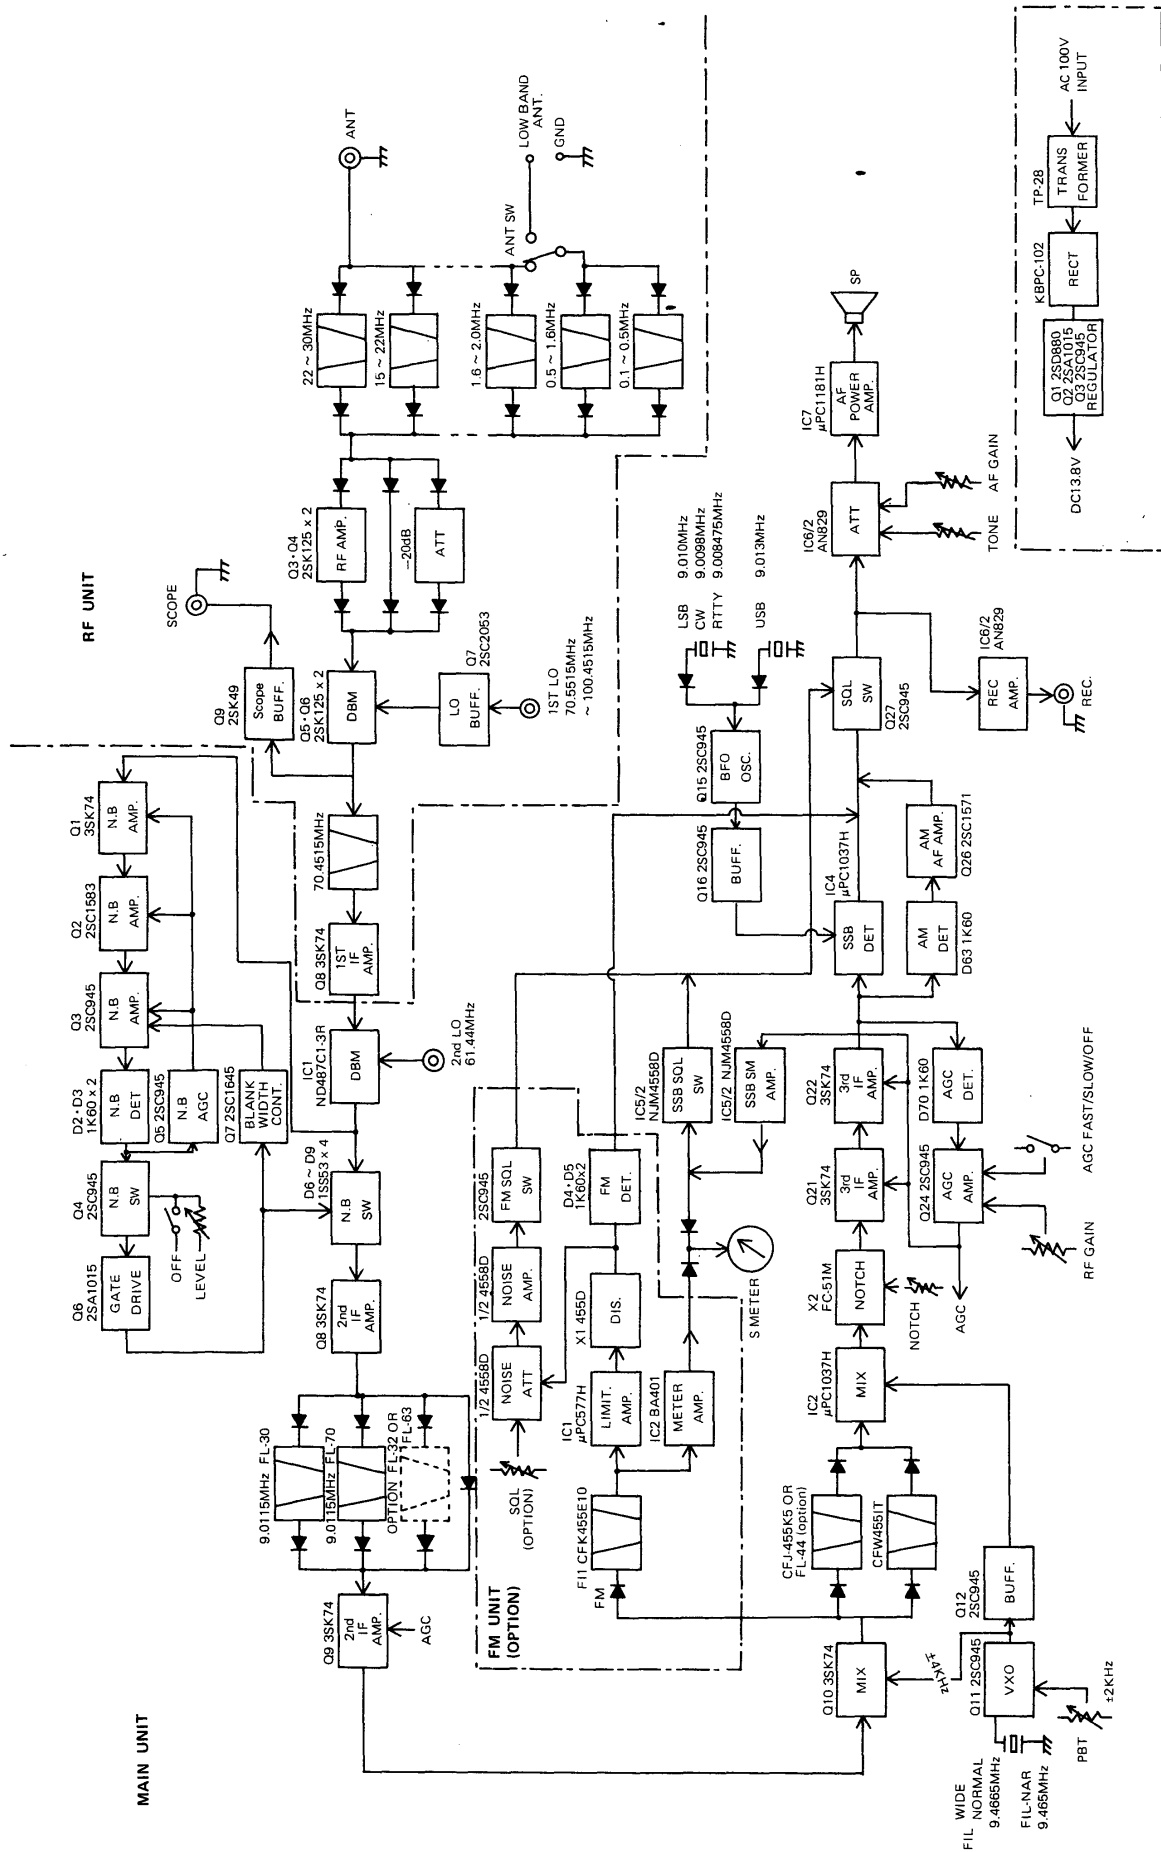 MAIN UNIT
RF UNIT
Q6
2SA1015
GATE
DRIVE
Q4
2SC945
N.B
SW
OFF
LEVEL
D2・D3
1K60 x 2
N.B
DET
Q5 2SC945
N.B
AGC
Q7 2SC1645
BLANK
WIDTH
CONT.
Q3
2SC945
N.B
AMP.
Q2
2SC1583
N.B
AMP.
Q1
3SK74
N.B
AMP.
Q9
2SK49
Scope
BUFF.
SCOPE
Q9 3SK74
2nd
IF
AMP.
AGC
9.0115MHz FL-30
9.0115MHz FL-70
OPTION FL-32 OR
FL-63
Q8 3SK74
2nd
IF
AMP.
D6 ~ D9
1SS53 x 4
N.B
SW
IC1
ND487C1-3R
DBM
2nd LO
61.44MHz
Q8 3SK74
1ST
IF
AMP.
70.4515MHz
Q5・Q6
2SK125 x 2
DBM
Q7
2SC2053
LO
BUFF.
1ST LO
70.5515MHz
~ 100.4515MHz
Q3・Q4
2SK125 x 2
RF AMP.
-20dB
ATT
22 ~ 30MHz
15 ~ 22MHz
1.6 ~ 2.0MHz
0.5 ~ 1.6MHz
0.1 ~ 0.5MHz
ANT
ANT SW
LOW BAND
ANT.
GND
FM UNIT
(OPTION)
SQL
(OPTION)
1/2 4558D
NOISE
ATT
1/2 4558D
NOISE
AMP.
2SC945
FM SQL
SW
FM
FI1 CFK455E10
IC1
μPC577H
LIMIT.
AMP.
X1 455D
DIS.
D4・D5
1K60x2
FM
DET.
IC2 BA401
METER
AMP.
S METER
IC5/2
NJM4558D
SSB SQL
SW
IC5/2 NJM4558D
SSB SM
AMP.
Q16 2SC945
BUFF.
Q15 2SC945
BFO
OSC.
LSB 9.010MHz
CW 9.0098MHz
RTTY 9.008475MHz
USB 9.013MHz
Q10 3SK74
MIX
±4KHz
CFJ-455K5 OR
FL-44 (option)
CFW455IT
IC2
μPC1037H
MIX
X2
FC-51M
NOTCH
NOTCH
Q21
3SK74
3rd
IF
AMP.
Q22
3SK74
3rd
IF
AMP.
IC4
μPC1037H
SSB
DET
Q27
2SC945
SQL
SW
IC6/2
AN829
ATT
TONE
AF GAIN
IC7
μPC1181H
AF
POWER
AMP.
SP
FIL WIDE
NORMAL
9.4665MHz
FIL-NAR
9.465MHz
Q11 2SC945
VXO
PBT
±2KHz
Q12
2SC945
BUFF.
AGC
Q24 2SC945
AGC
AMP.
RF GAIN
AGC FAST/SLOW/OFF
D70 1K60
AGC
DET.
D63 1K60
AM
DET
Q26 2SC1571
AM
AF AMP.
IC6/2
AN829
REC
AMP.
REC.
DC13.8V
Q1 2SD880
Q2 2SA1015
Q3 2SC945
REGULATOR
KBPC-102
RECT
TP-28
TRANS
FORMER
AC 100V
INPUT